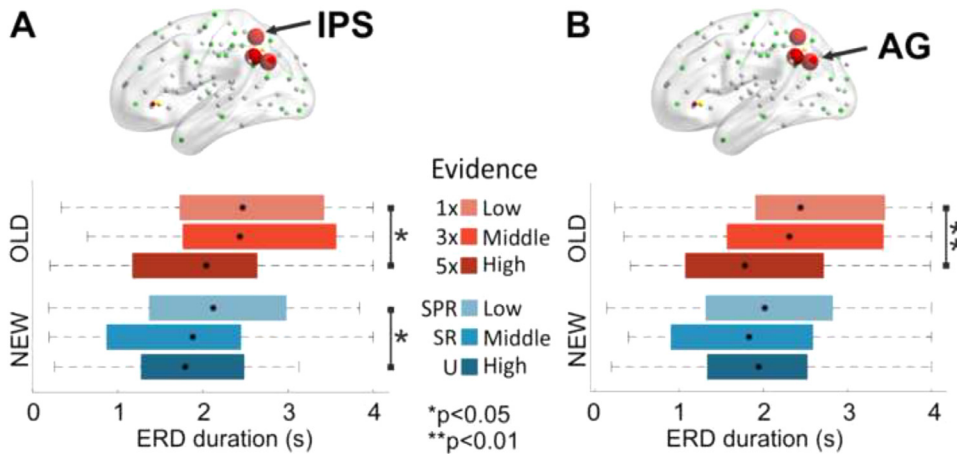 A
IPS
B
AG
Evidence
OLD
1x Low
3x Middle
5x High
NEW
SPR Low
SR Middle
U High
*
*
OLD
NEW
**
0 1 2 3 4
ERD duration (s)
*p<0.05
**p<0.01
0 1 2 3 4
ERD duration (s)